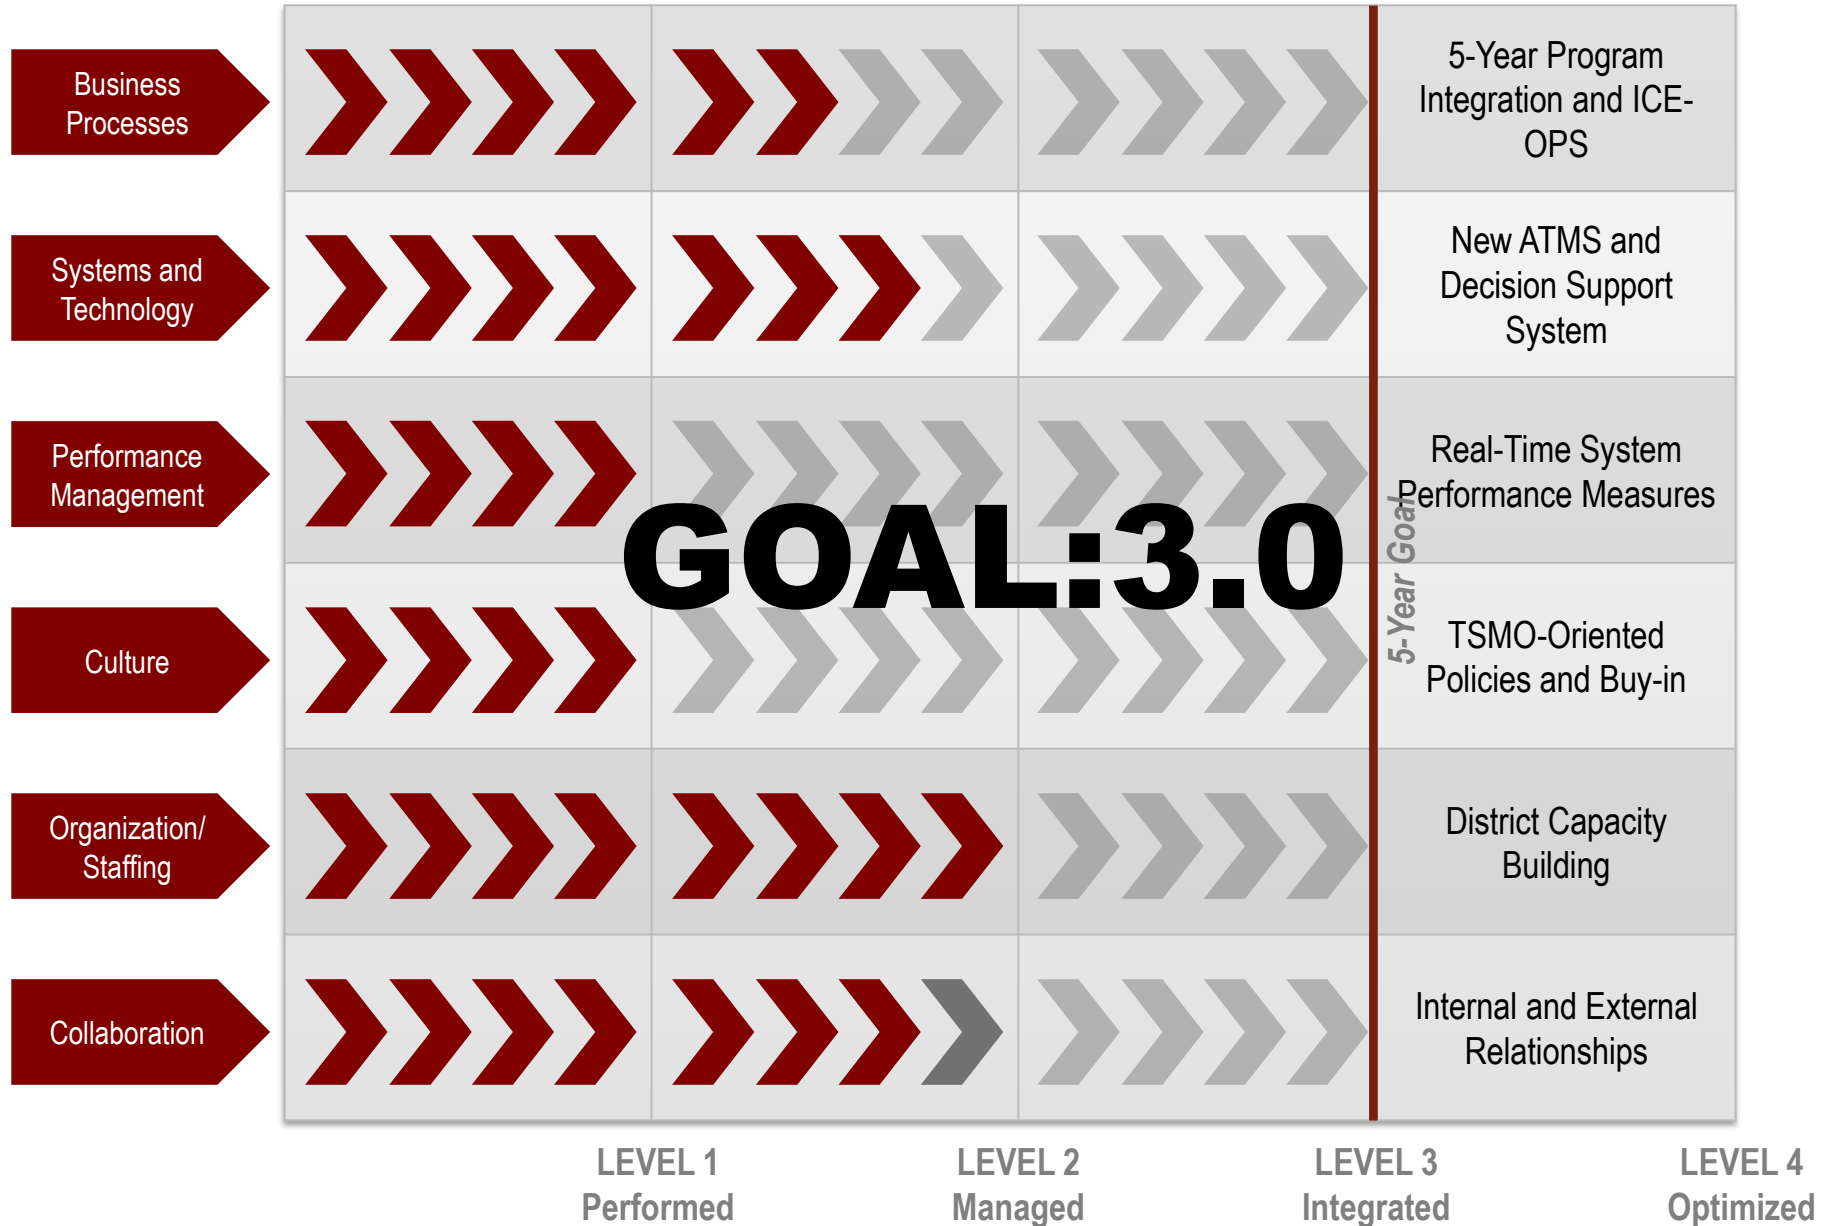 Business
Processes
5-Year Program
Integration and ICE-
OPS
Systems and
Technology
New ATMS and
Decision Support
System
Performance
Management
Real-Time System
Performance Measures
GOAL:3.0
5-Year Goal
Culture
TSMO-Oriented
Policies and Buy-in
Organization/
Staffing
District Capacity
Building
Collaboration
Internal and External
Relationships
LEVEL 1
Performed
LEVEL 2
Managed
LEVEL 3
Integrated
LEVEL 4
Optimized